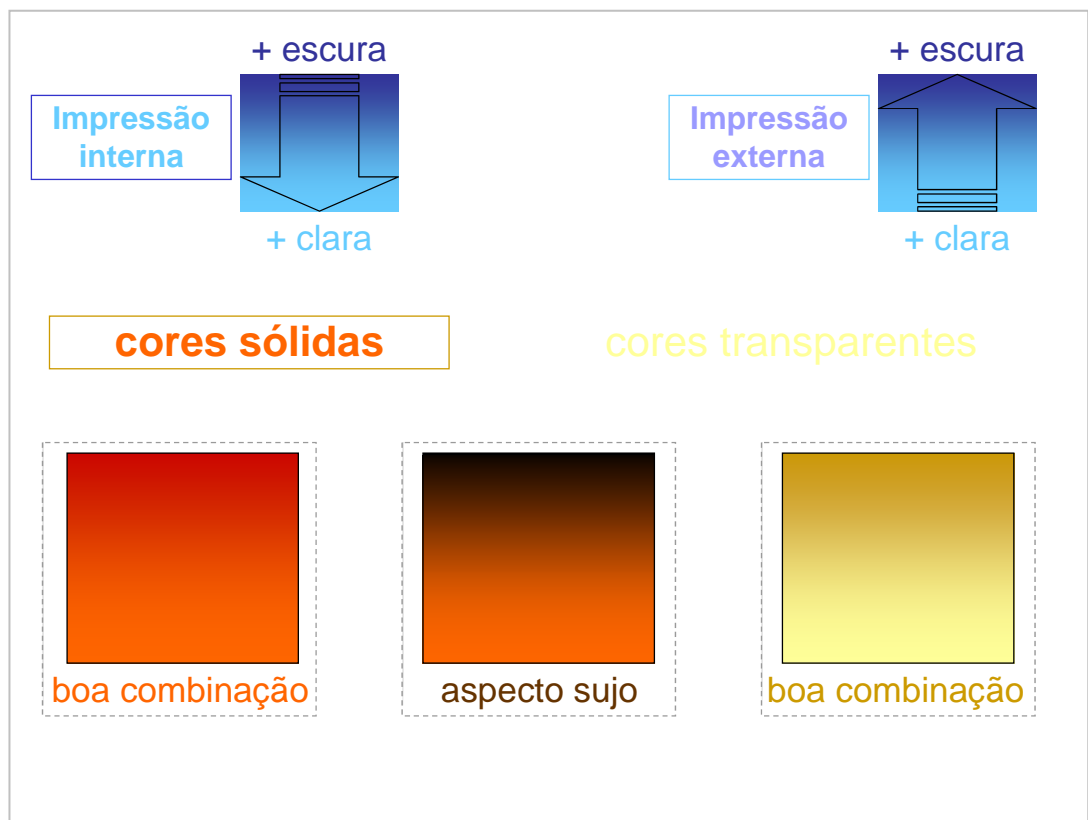 + escura
Impressão
interna
+ clara
+ escura
Impressão
externa
+ clara
cores sólidas
cores transparentes
boa combinação
aspecto sujo
boa combinação